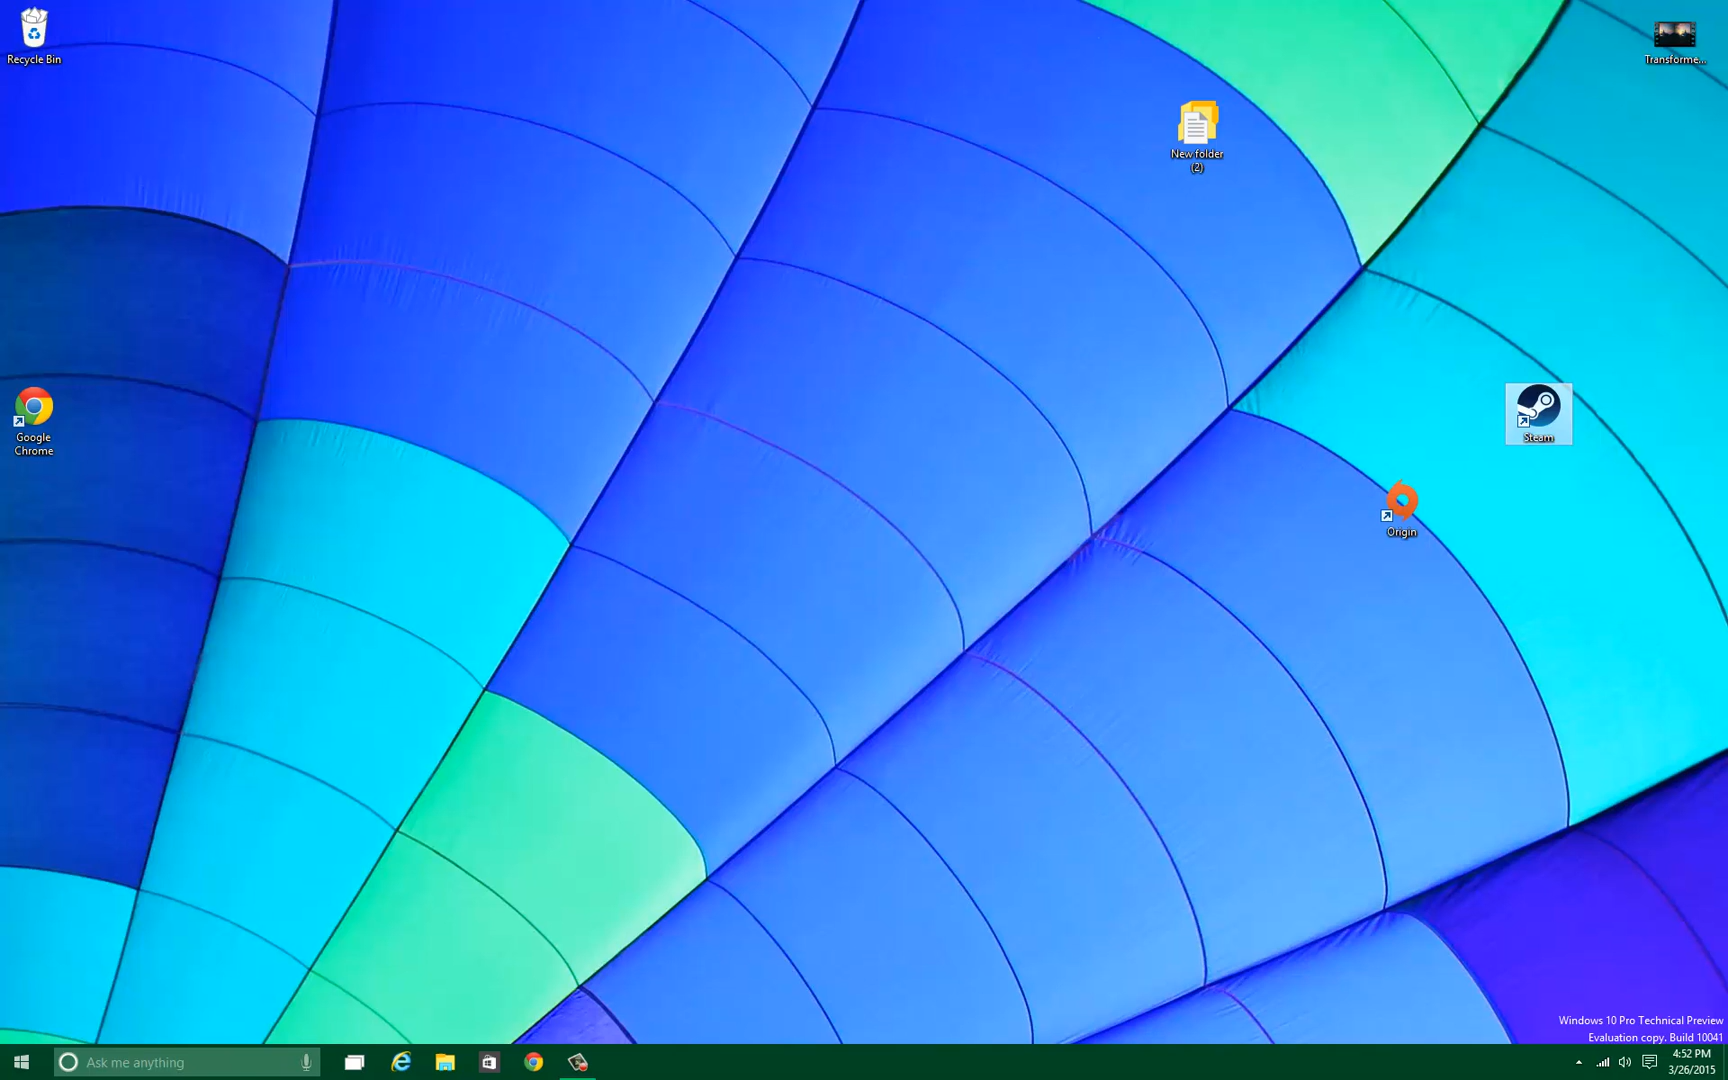 Recycle Bin
Transforme...
New folder
(2)
Google
Chrome
Steam
Origin
Windows 10 Pro Technical Preview
Evaluation copy. Build 10041
Ask me anything
4:52 PM
3/26/2015